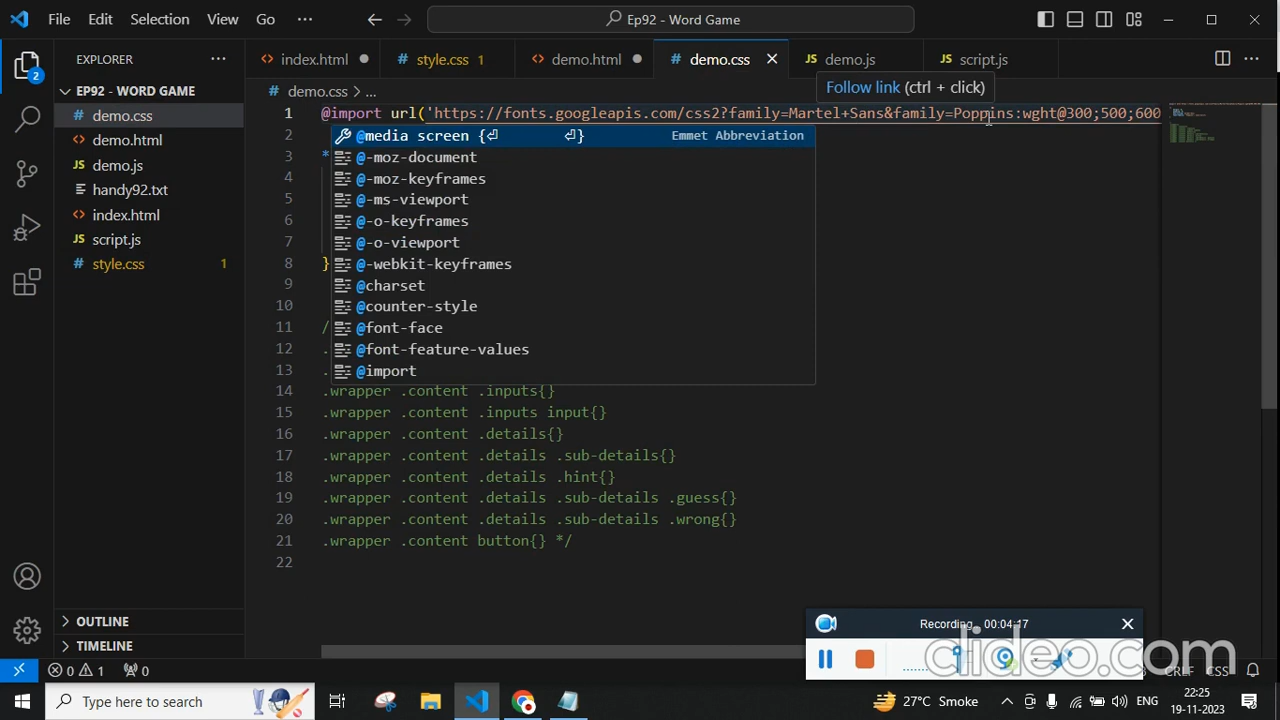 File Edit Selection View Go ··· Ep92 - Word Game
EXPLORER ···
index.html
style.css 1
demo.html
demo.css
demo.js
script.js
EP92 - WORD GAME
demo.css
demo.html
demo.js
handy92.txt
index.html
script.js
style.css 1
OUTLINE
TIMELINE
2
demo.css > ...
Follow link (ctrl + click)
1 @import url('https://fonts.googleapis.com/css2?family=Martel+Sans&family=Poppins:wght@300;500;600
2
3 *
4
5
6
7
8 }
9
10
11 /
12 .
13 .
14 .wrapper .content .inputs{}
15 .wrapper .content .inputs input{}
16 .wrapper .content .details{}
17 .wrapper .content .details .sub-details{}
18 .wrapper .content .details .hint{}
19 .wrapper .content .details .sub-details .guess{}
20 .wrapper .content .details .sub-details .wrong{}
21 .wrapper .content button{} */
22
@media screen {⏎ ⏎} Emmet Abbreviation
@-moz-document
@-moz-keyframes
@-ms-viewport
@-o-keyframes
@-o-viewport
@-webkit-keyframes
@charset
@counter-style
@font-face
@font-feature-values
@import
Recording... 00:04:17
clideo.com
0 1 0
CRLF CSS
Type here to search
27°C Smoke
ENG
22:25
19-11-2023
1